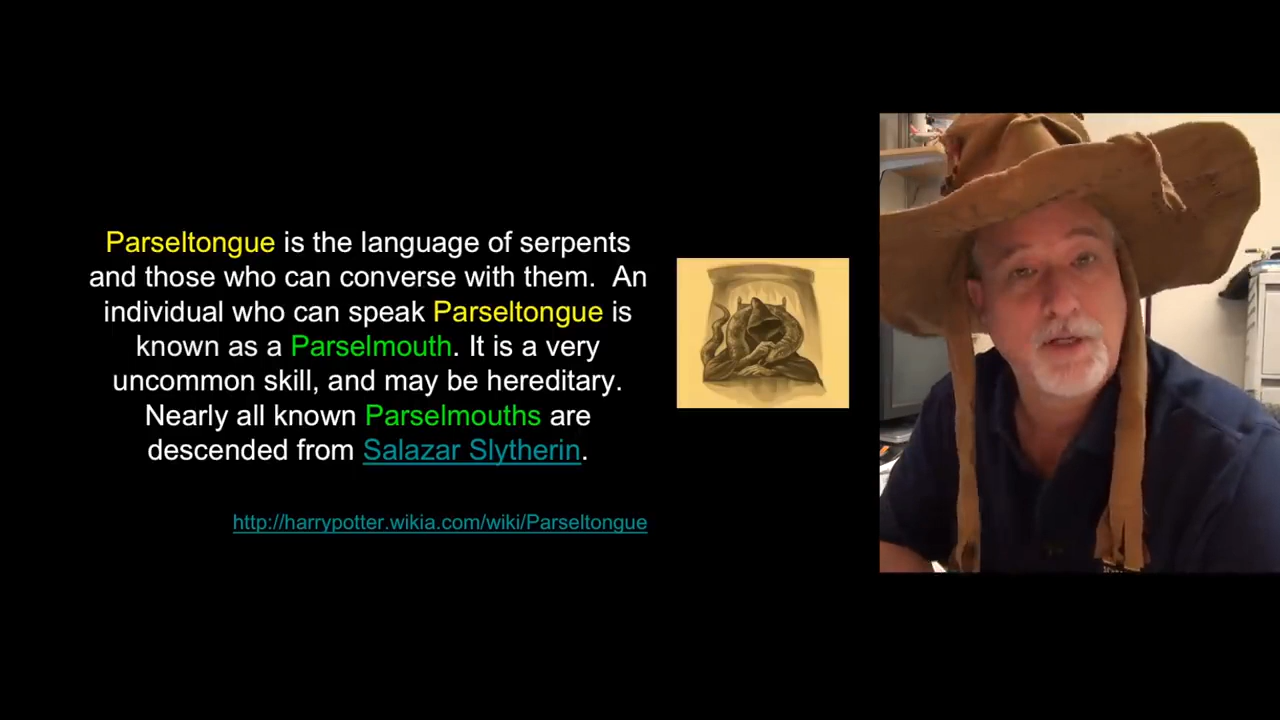 Parseltongue is the language of serpents
and those who can converse with them.  An
individual who can speak Parseltongue is
known as a Parselmouth. It is a very
uncommon skill, and may be hereditary.
Nearly all known Parselmouths are
descended from Salazar Slytherin.
http://harrypotter.wikia.com/wiki/Parseltongue